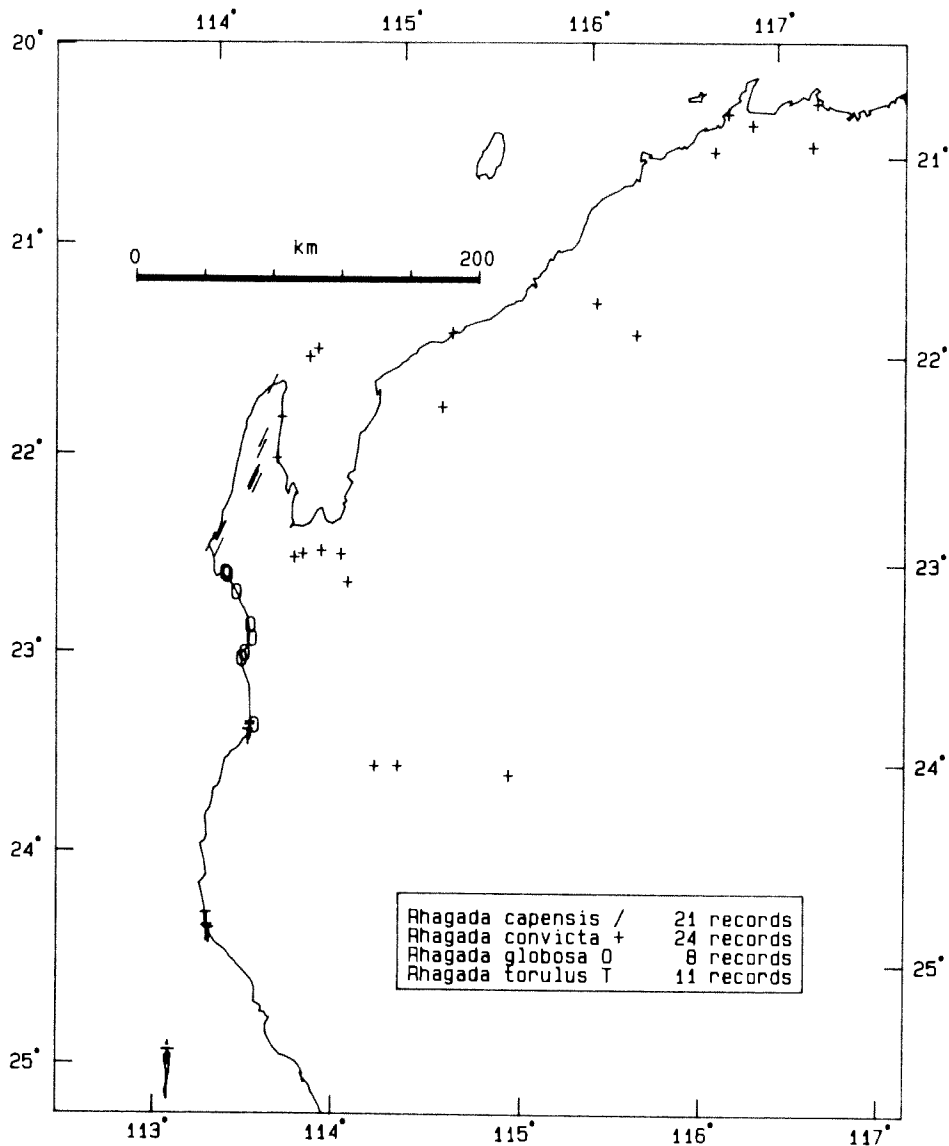 114° 115° 116° 117°
20°
21°
21°
0 km 200
22°
22°
23°
23°
24°
24°
Rhagada capensis / 21 records
Rhagada convicta + 24 records
Rhagada globosa O 8 records
Rhagada torulus T 11 records
25°
25°
113° 114° 115° 116° 117°